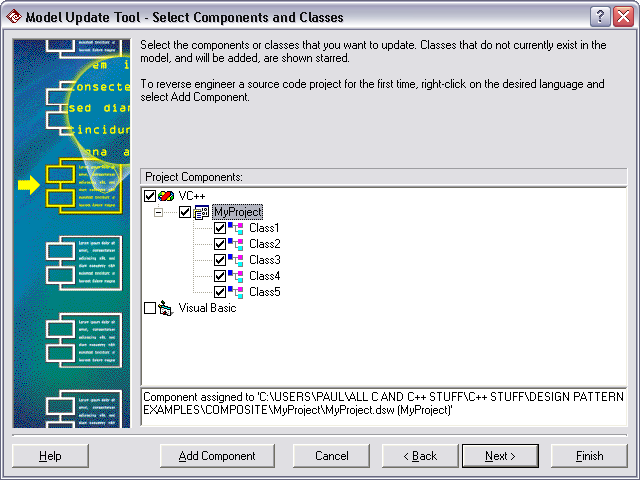 Model Update Tool - Select Components and Classes
Select the components or classes that you want to update. Classes that do not currently exist in the
model, and will be added, are shown starred.
To reverse engineer a source code project for the first time, right-click on the desired language and
select Add Component.
em i
consecte
sed diam
tincidun
nna a
Project Components:
VC++
MyProject
Class1
Class2
Class3
Class4
Class5
Visual Basic
Component assigned to 'C:\USERS\PAUL\ALL C AND C++ STUFF\C++ STUFF\DESIGN PATTERN
EXAMPLES\COMPOSITE\MyProject\MyProject.dsw (MyProject)'
Help
Add Component
Cancel
< Back
Next >
Finish